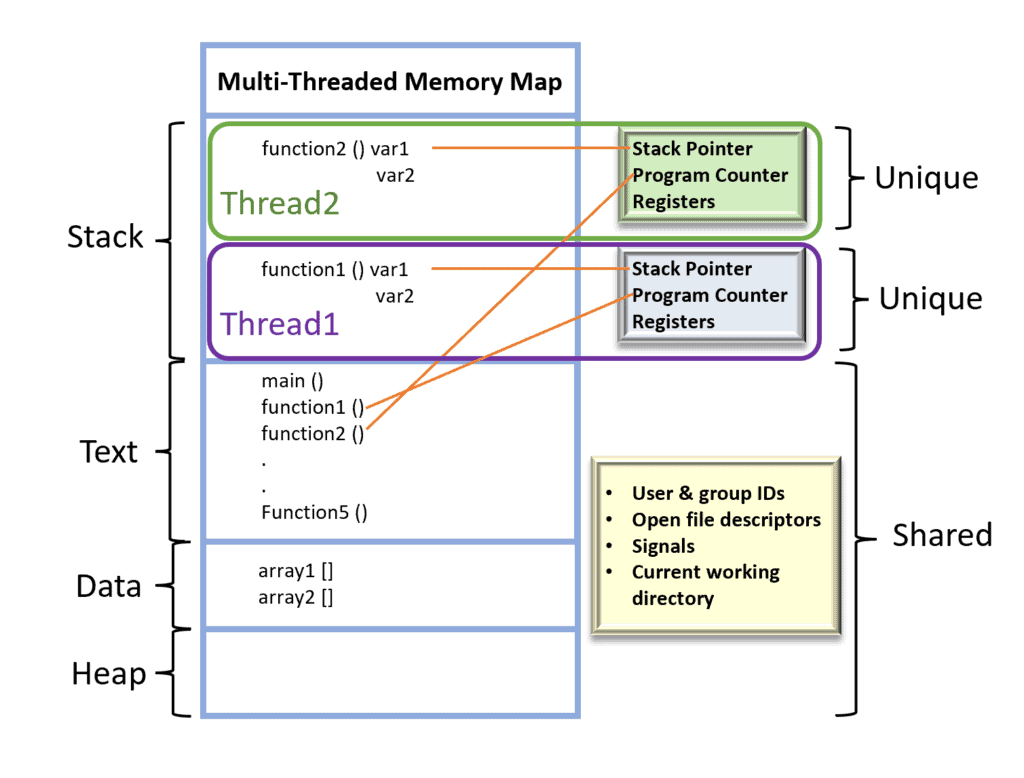 Multi-Threaded Memory Map
Stack
function2 () var1
var2
Thread2
Stack Pointer
Program Counter
Registers
Unique
function1 () var1
var2
Thread1
Stack Pointer
Program Counter
Registers
Unique
Text
main ()
function1 ()
function2 ()
.
.
Function5 ()
Data
array1 []
array2 []
Heap
• User & group IDs
• Open file descriptors
• Signals
• Current working
directory
Shared